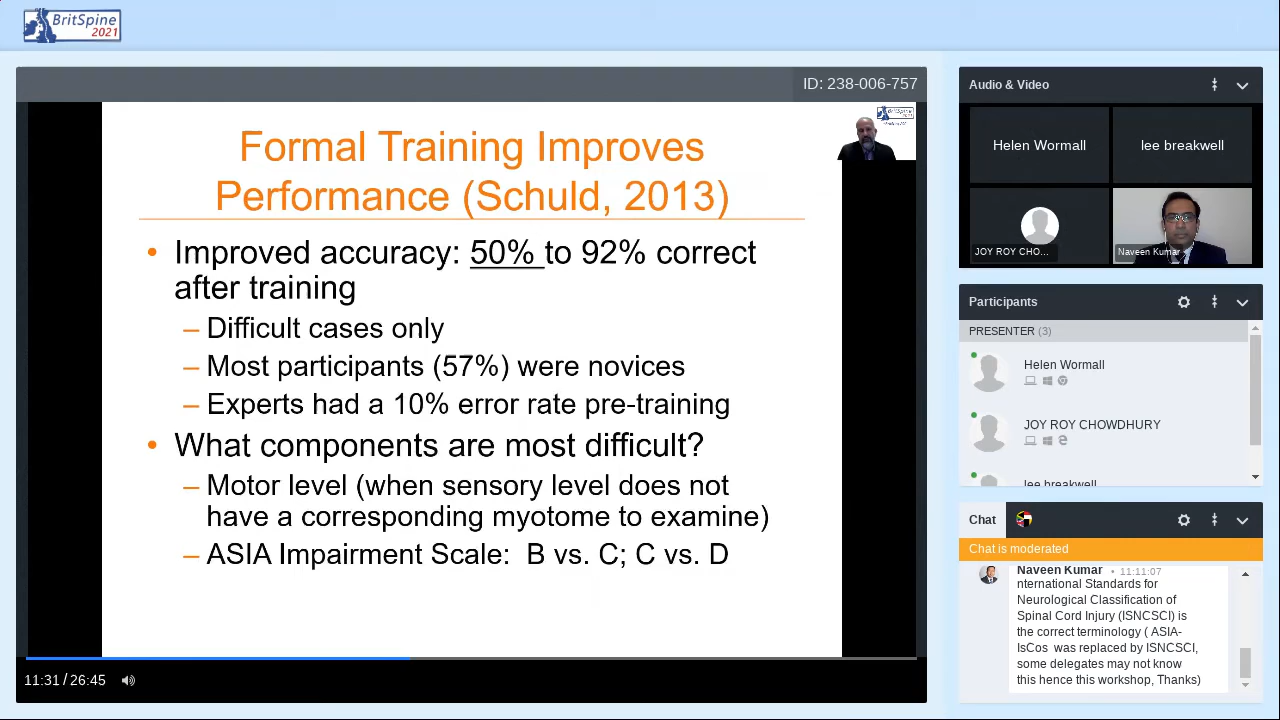 BritSpine
2021
ID: 238-006-757
Formal Training Improves
Performance (Schuld, 2013)
• Improved accuracy: 50% to 92% correct
after training
– Difficult cases only
– Most participants (57%) were novices
– Experts had a 10% error rate pre-training
• What components are most difficult?
– Motor level (when sensory level does not
have a corresponding myotome to examine)
– ASIA Impairment Scale: B vs. C; C vs. D
11:31 / 26:45
Audio & Video
Helen Wormall
lee breakwell
JOY ROY CHO...
Naveen Kumar
Participants
PRESENTER (3)
Helen Wormall
JOY ROY CHOWDHURY
lee breakwell
Chat
Chat is moderated
Naveen Kumar • 11:11:07
nternational Standards for
Neurological Classification of
Spinal Cord Injury (ISNCSCI) is
the correct terminology ( ASIA-
IsCos was replaced by ISNCSCI,
some delegates may not know
this hence this workshop, Thanks)